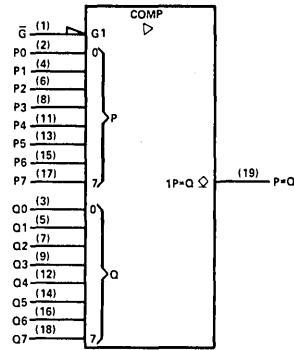 COMP
▷
G̅ (1) G1
P0 (2) 0
P1 (4)
P2 (6)
P3 (8)
P4 (11) P
P5 (13)
P6 (15)
P7 (17) 7 1P=Q (19) P=Q
Q0 (3) 0
Q1 (5)
Q2 (7)
Q3 (9)
Q4 (12) Q
Q5 (14)
Q6 (16)
Q7 (18) 7